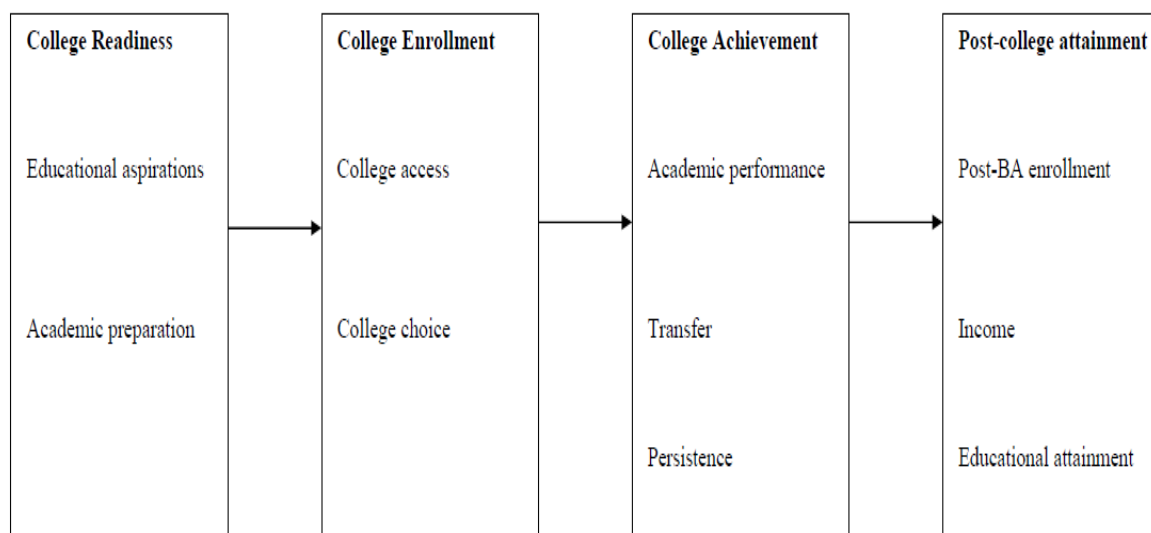 College Readiness
Educational aspirations
Academic preparation
College Enrollment
College access
College choice
College Achievement
Academic performance
Transfer
Persistence
Post-college attainment
Post-BA enrollment
Income
Educational attainment